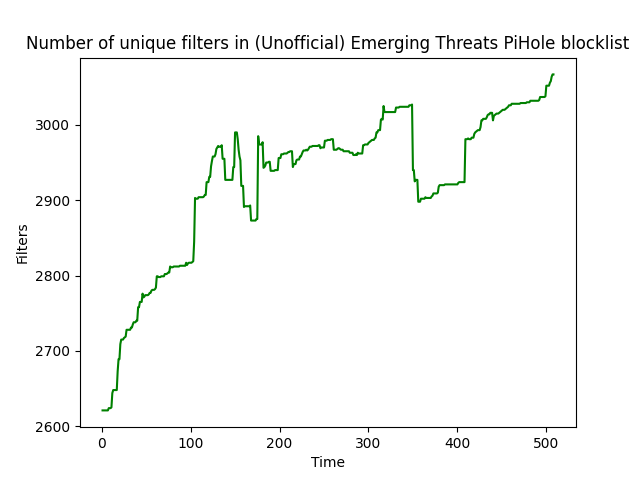 Number of unique filters in (Unofficial) Emerging Threats PiHole blocklist
Filters
3000
2900
2800
2700
2600
0 100 200 300 400 500
Time